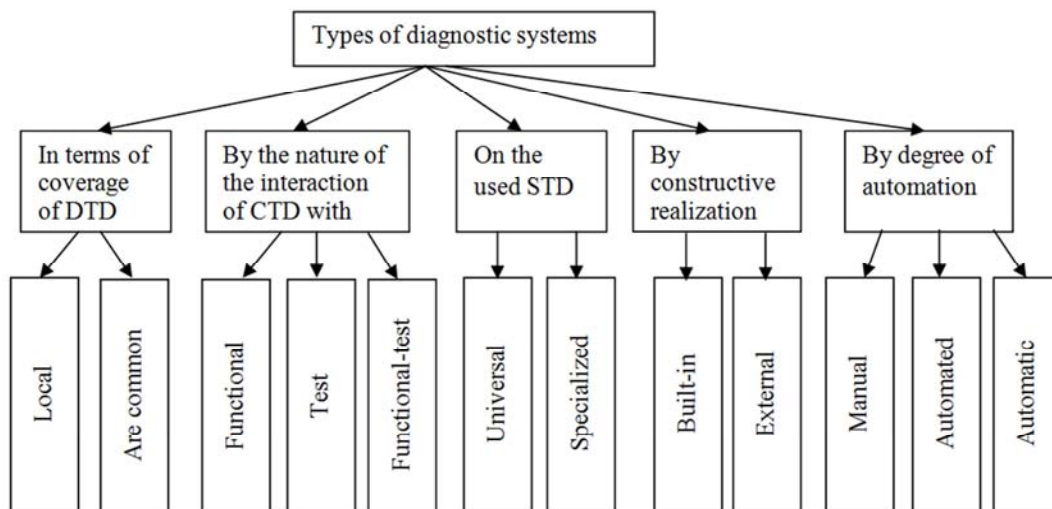 Types of diagnostic systems
In terms of
coverage
of DTD
By the nature of
the interaction
of CTD with
On the
used STD
By
constructive
realization
By degree of
automation
Local
Are common
Functional
Test
Functional-test
Universal
Specialized
Built-in
External
Manual
Automated
Automatic